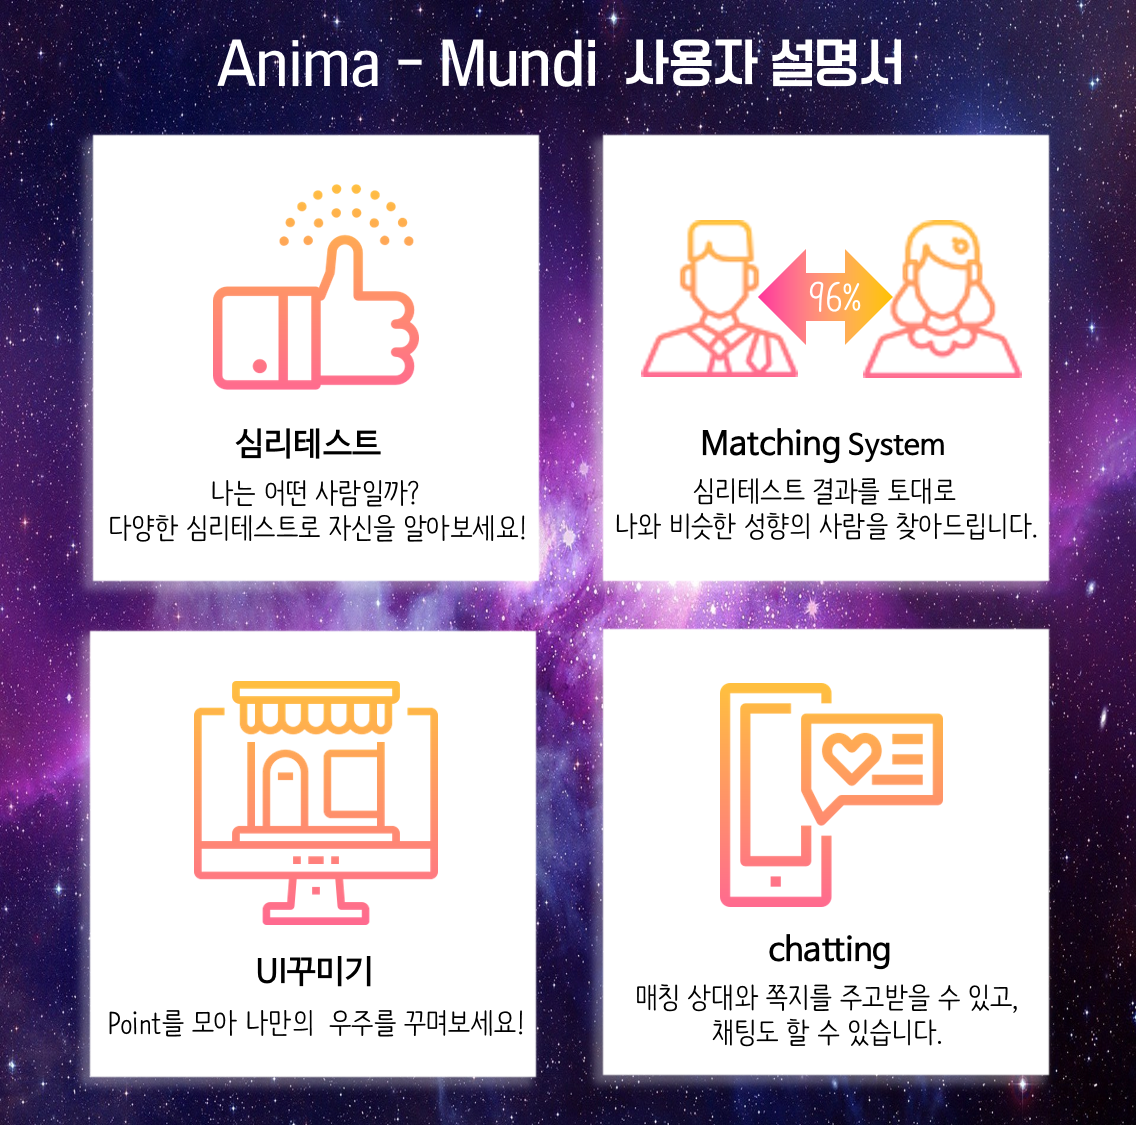 Anima - Mundi 사용자 설명서
심리테스트
나는 어떤 사람일까?
다양한 심리테스트로 자신을 알아보세요!
96%
Matching System
심리테스트 결과를 토대로
나와 비슷한 성향의 사람을 찾아드립니다.
UI꾸미기
Point를 모아 나만의 우주를 꾸며보세요!
chatting
매칭 상대와 쪽지를 주고받을 수 있고,
채팅도 할 수 있습니다.